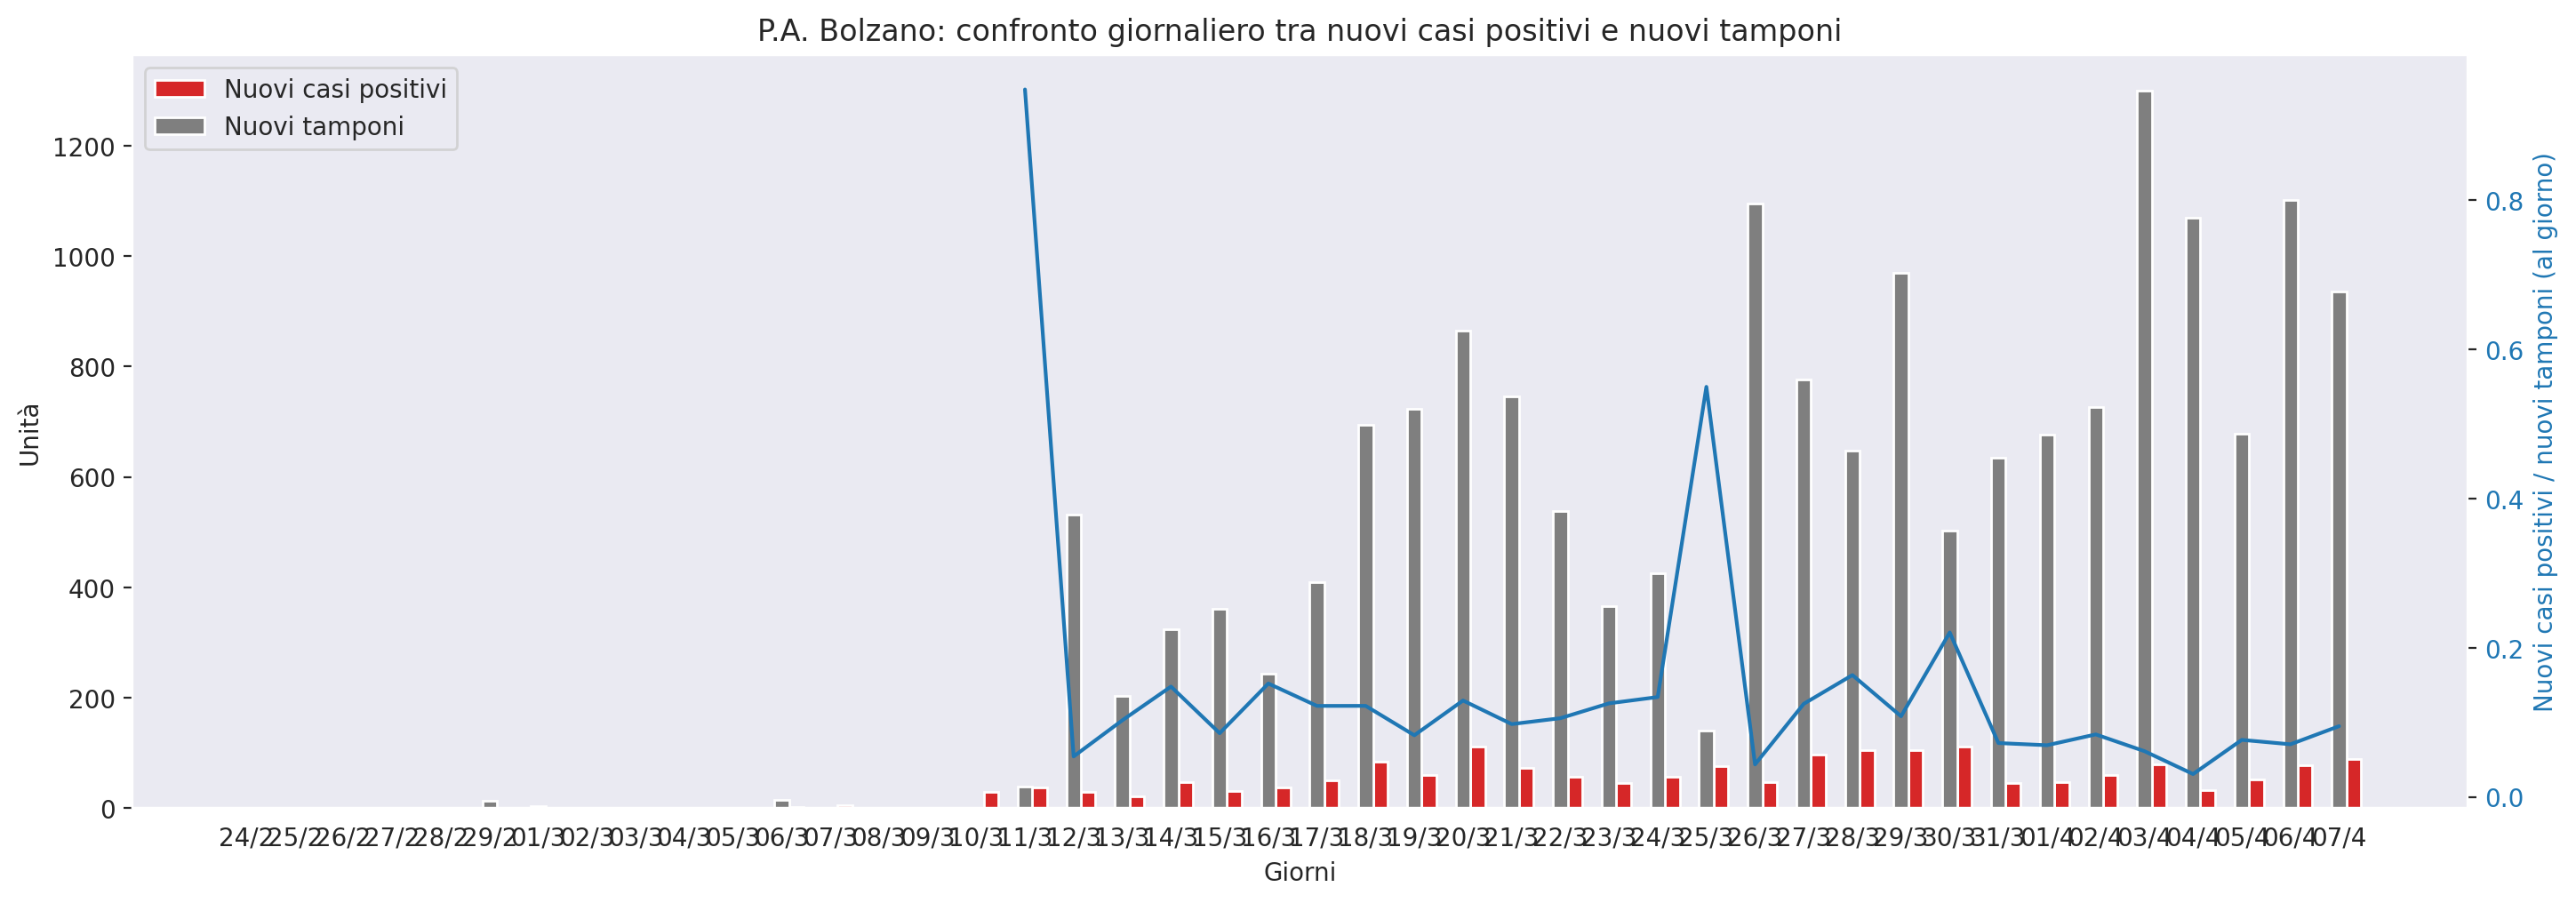 P.A. Bolzano: confronto giornaliero tra nuovi casi positivi e nuovi tamponi
Nuovi casi positivi
Nuovi tamponi
1200
1000
800
600
400
200
0
Unità
0.8
0.6
0.4
0.2
0.0
Nuovi casi positivi / nuovi tamponi (al giorno)
24/2 25/2 26/2 27/2 28/2 29/2 01/3 02/3 03/3 04/3 05/3 06/3 07/3 08/3 09/3 10/3 11/3 12/3 13/3 14/3 15/3 16/3 17/3 18/3 19/3 20/3 21/3 22/3 23/3 24/3 25/3 26/3 27/3 28/3 29/3 30/3 31/3 01/4 02/4 03/4 04/4 05/4 06/4 07/4
Giorni